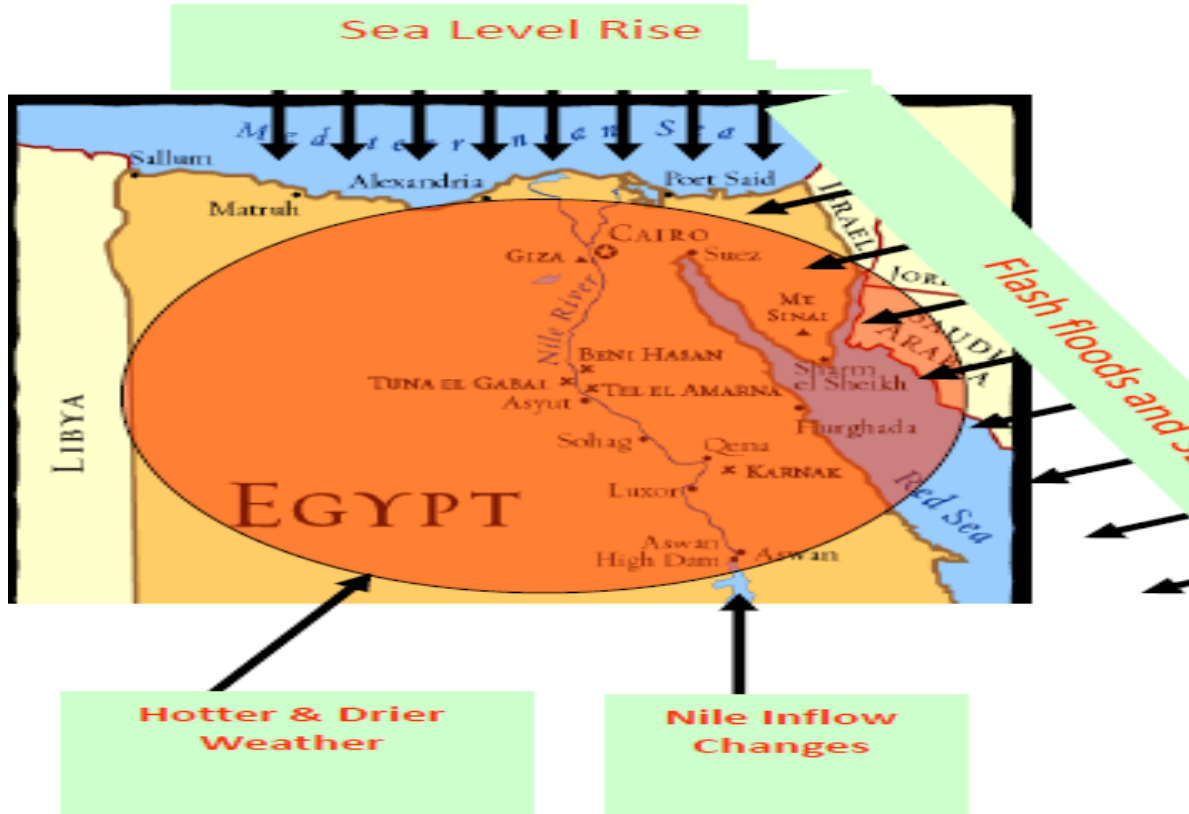 Sea Level Rise
Mediterranean Sea
Sallum
Alexandria
Port Said
Matruh
ISRAEL
CAIRO
GIZA
Suez
JOR
Flash floods and
Nile River
MT
SINAI
SAUDI
ARABIA
BENI HASAN
Sharm
el Sheikh
TUNA EL GABAL
TEL EL AMARNA
Asyut
Hurghada
LIBYA
Sohag
Qena
KARNAK
EGYPT
Luxor
Red Sea
Aswan
High Dam
Aswan
Hotter & Drier
Weather
Nile Inflow
Changes